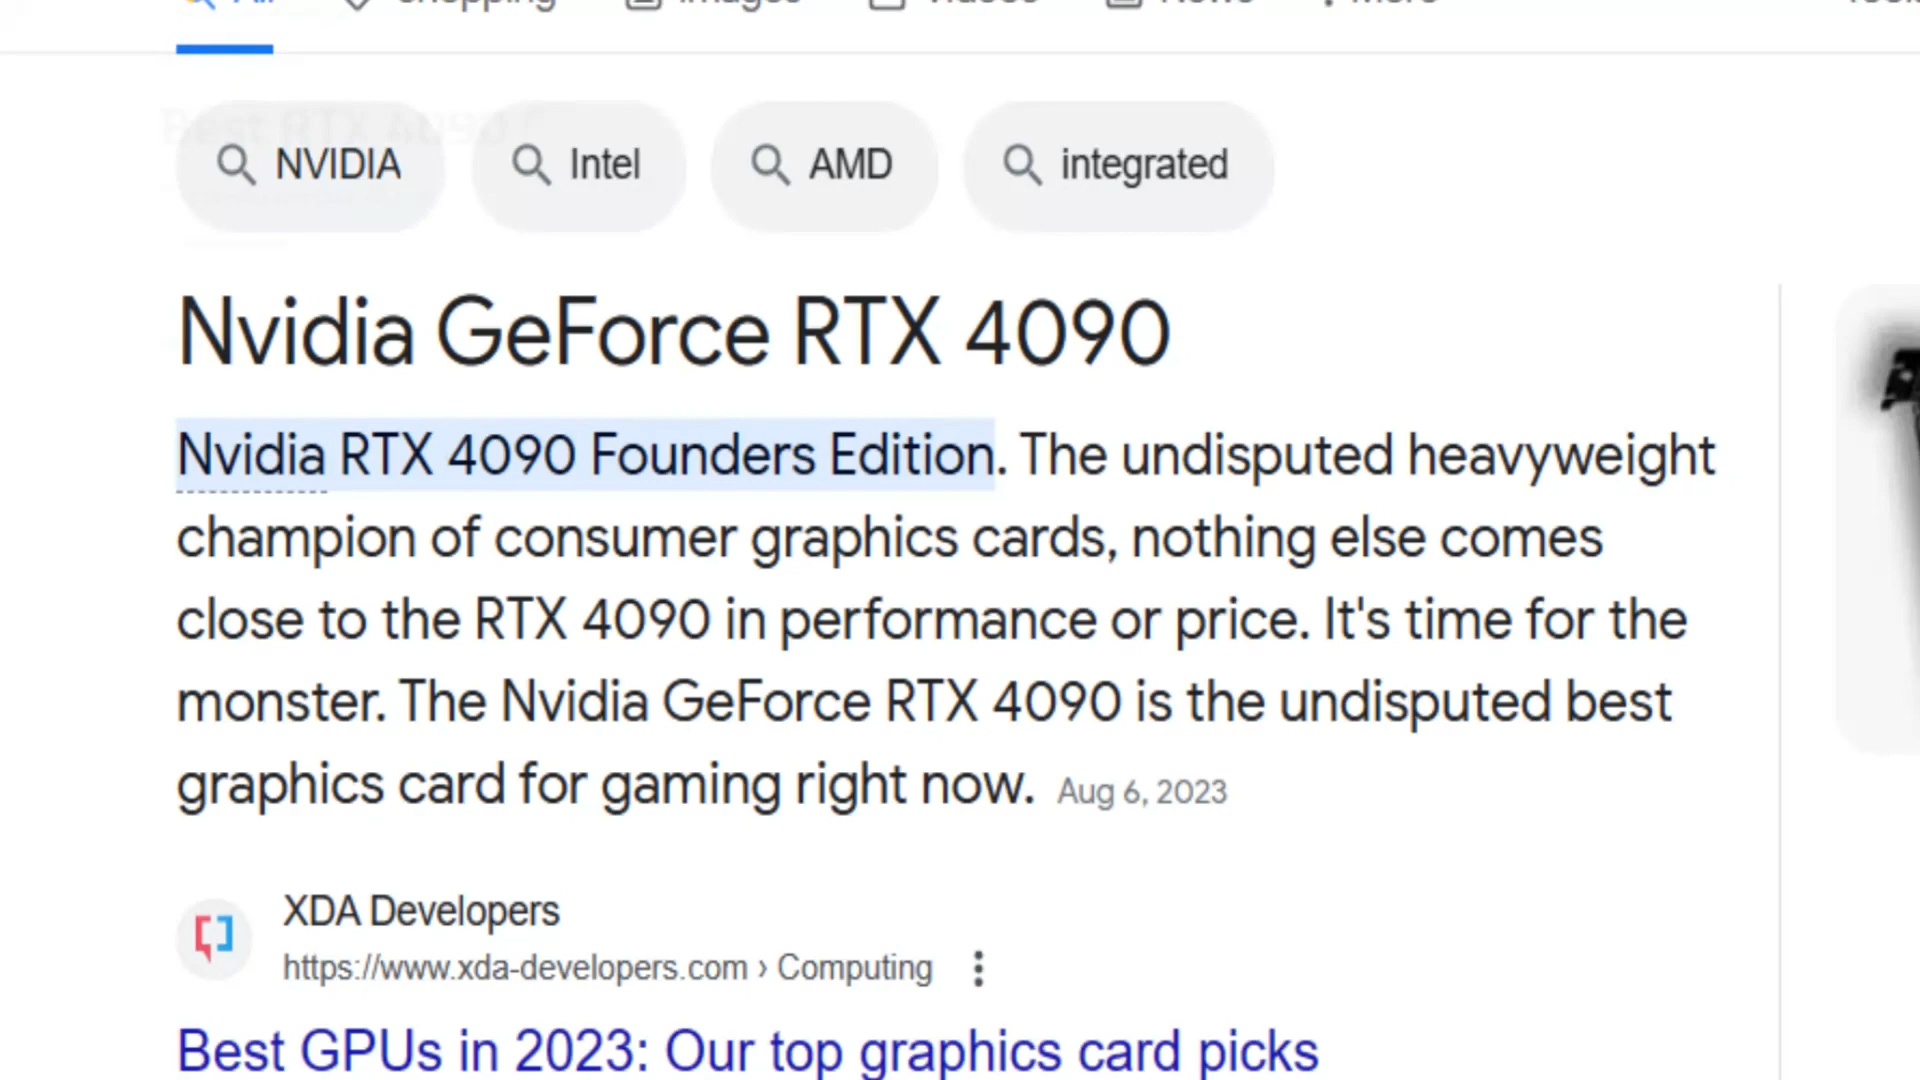 NVIDIA
Intel
AMD
integrated
Nvidia GeForce RTX 4090
Nvidia RTX 4090 Founders Edition. The undisputed heavyweight
champion of consumer graphics cards, nothing else comes
close to the RTX 4090 in performance or price. It's time for the
monster. The Nvidia GeForce RTX 4090 is the undisputed best
graphics card for gaming right now. Aug 6, 2023
XDA Developers
https://www.xda-developers.com › Computing
Best GPUs in 2023: Our top graphics card picks